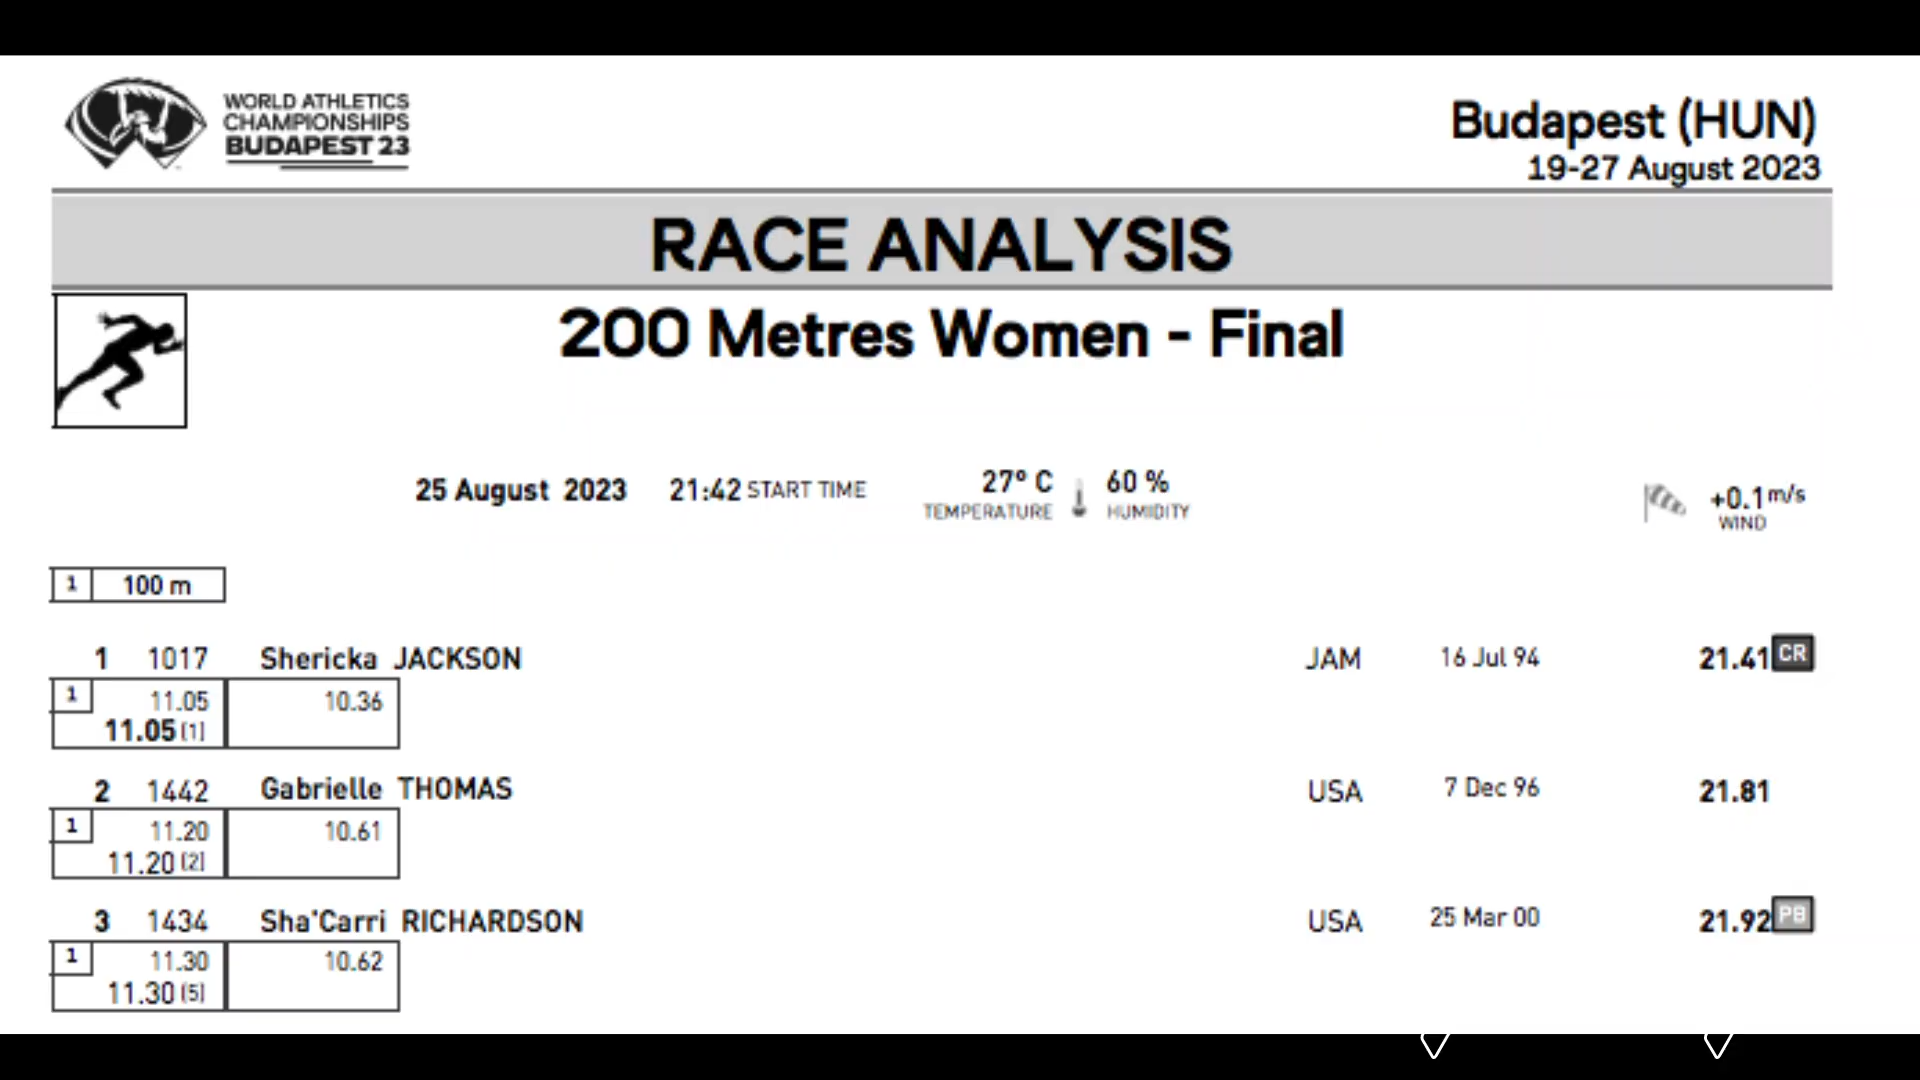 WORLD ATHLETICS
CHAMPIONSHIPS
BUDAPEST 23
Budapest (HUN)
19-27 August 2023
RACE ANALYSIS
200 Metres Women - Final
25 August 2023 21:42 START TIME
27° C
TEMPERATURE
60 %
HUMIDITY
+0.1 m/s
WIND
1 100 m
1 1017 Shericka JACKSON JAM 16 Jul 94 21.41 CR
1 11.05 10.36
11.05 [1]
2 1442 Gabrielle THOMAS USA 7 Dec 96 21.81
1 11.20 10.61
11.20 [2]
3 1434 Sha'Carri RICHARDSON USA 25 Mar 00 21.92 PB
1 11.30 10.62
11.30 [5]